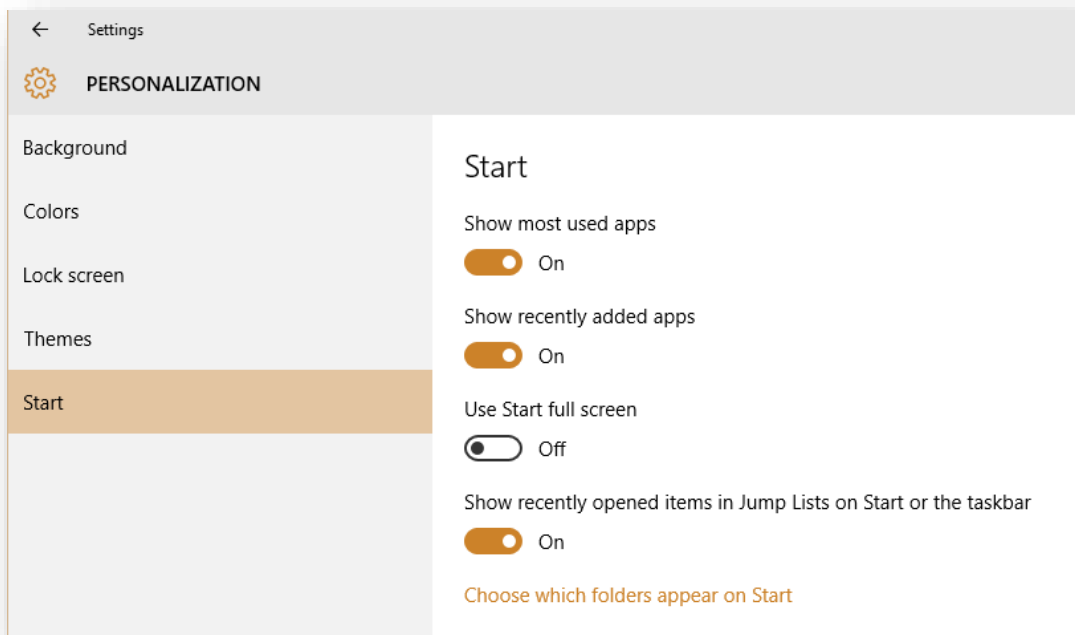 Settings
PERSONALIZATION
Background
Colors
Lock screen
Themes
Start
Start
Show most used apps
On
Show recently added apps
On
Use Start full screen
Off
Show recently opened items in Jump Lists on Start or the taskbar
On
Choose which folders appear on Start